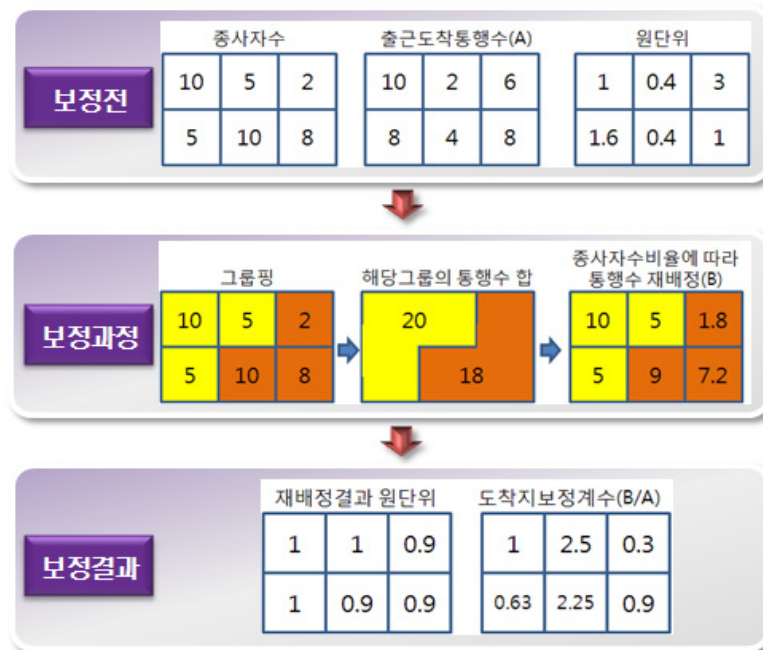 보정전
종사자수
10 5 2
5 10 8
출근도착통행수(A)
10 2 6
8 4 8
원단위
1 0.4 3
1.6 0.4 1
보정과정
그룹핑
10 5 2
5 10 8
해당그룹의 통행수 합
20
18
종사자수비율에 따라
통행수 재배정(B)
10 5 1.8
5 9 7.2
보정결과
재배정결과 원단위
1 1 0.9
1 0.9 0.9
도착지보정계수(B/A)
1 2.5 0.3
0.63 2.25 0.9